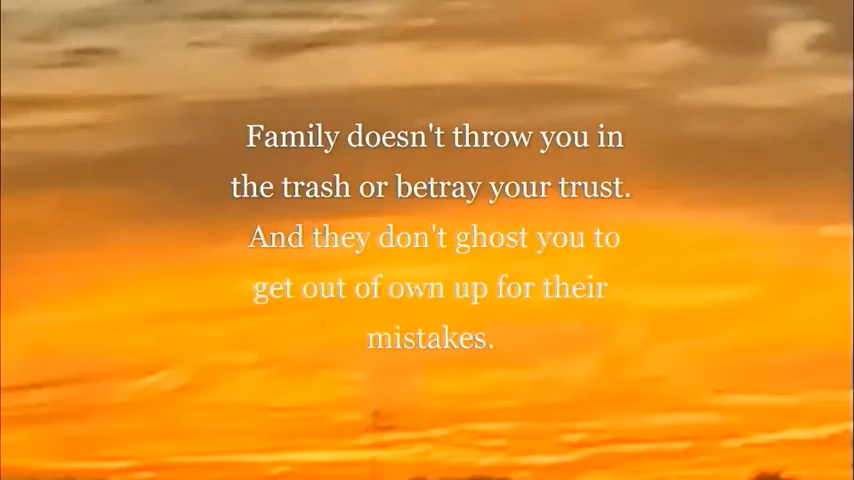 Family doesn't throw you in
the trash or betray your trust.
And they don't ghost you to
get out of own up for their
mistakes.